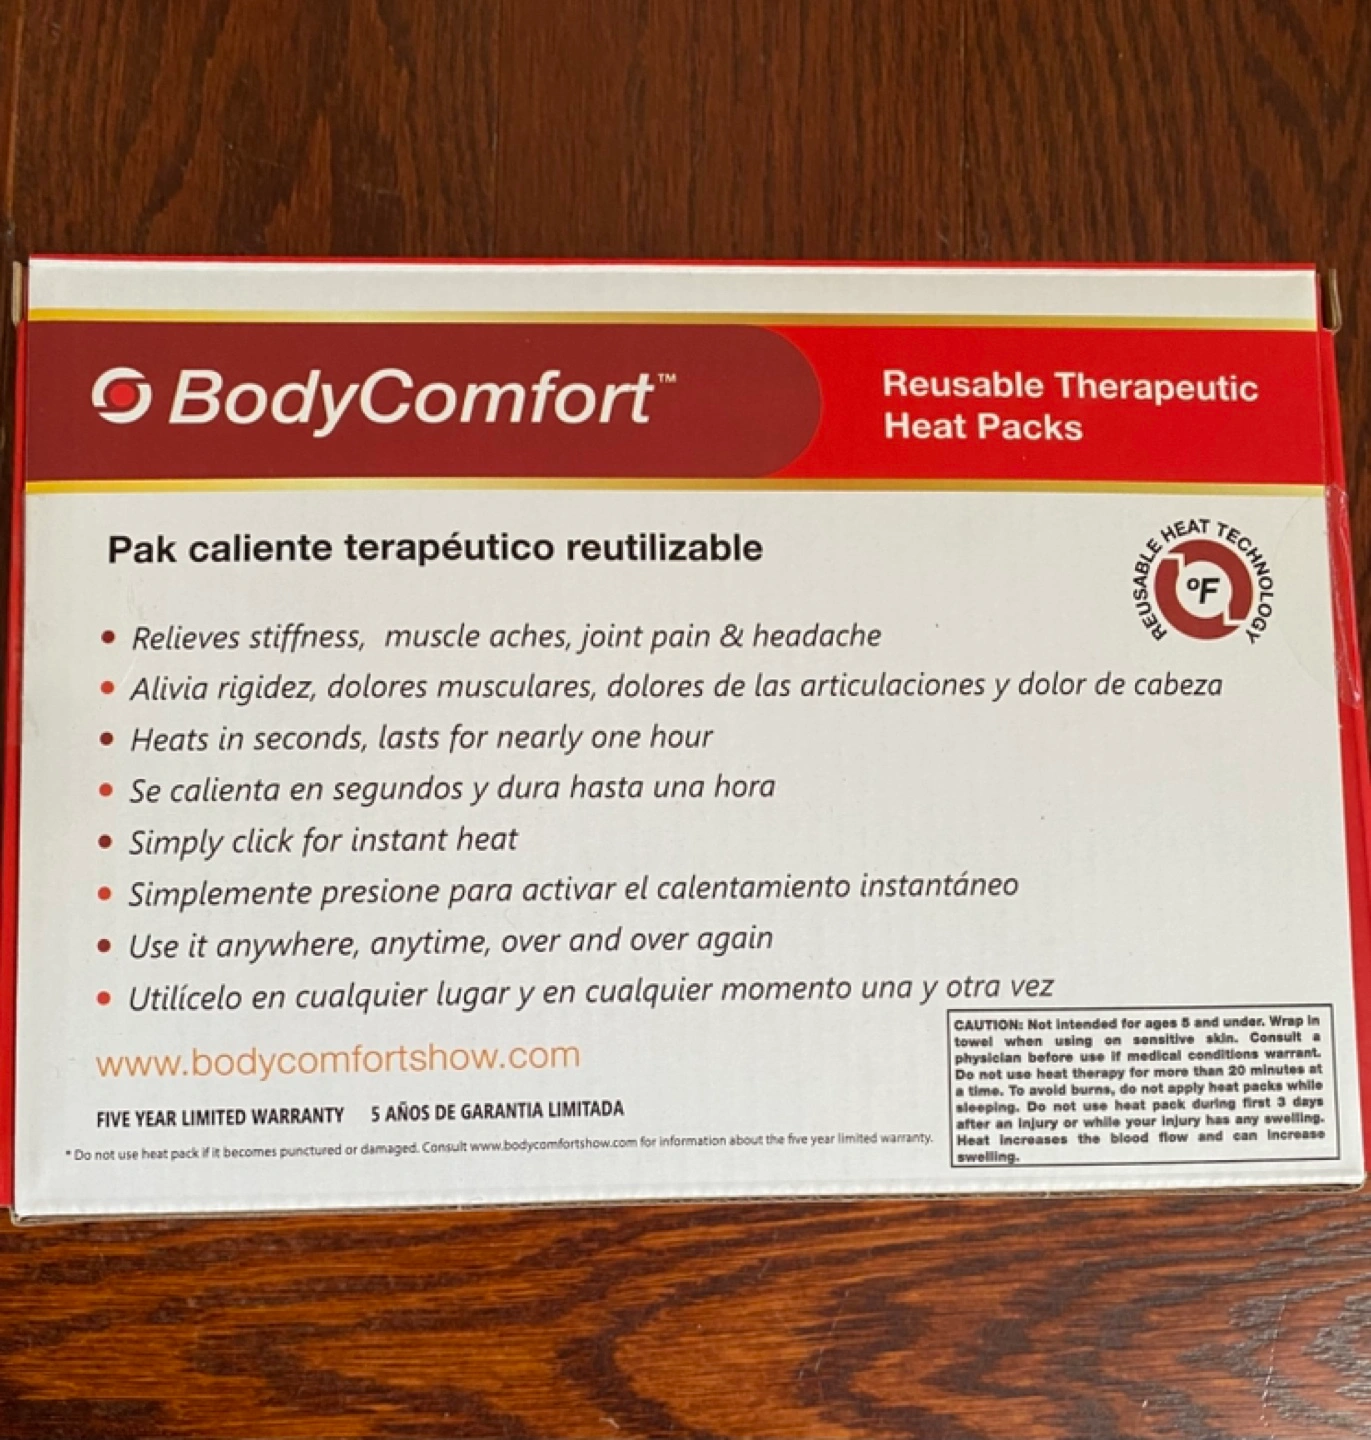 BodyComfort™
Reusable Therapeutic
Heat Packs
Pak caliente terapéutico reutilizable
REUSABLE HEAT TECHNOLOGY
ºF
• Relieves stiffness, muscle aches, joint pain & headache
• Alivia rigidez, dolores musculares, dolores de las articulaciones y dolor de cabeza
• Heats in seconds, lasts for nearly one hour
• Se calienta en segundos y dura hasta una hora
• Simply click for instant heat
• Simplemente presione para activar el calentamiento instantáneo
• Use it anywhere, anytime, over and over again
• Utilícelo en cualquier lugar y en cualquier momento una y otra vez
www.bodycomfortshow.com
FIVE YEAR LIMITED WARRANTY 5 AÑOS DE GARANTIA LIMITADA
* Do not use heat pack if it becomes punctured or damaged. Consult www.bodycomfortshow.com for information about the five year limited warranty.
CAUTION: Not intended for ages 5 and under. Wrap in
towel when using on sensitive skin. Consult a
physician before use if medical conditions warrant.
Do not use heat therapy for more than 20 minutes at
a time. To avoid burns, do not apply heat packs while
sleeping. Do not use heat pack during first 3 days
after an injury or while your injury has any swelling.
Heat increases the blood flow and can increase
swelling.